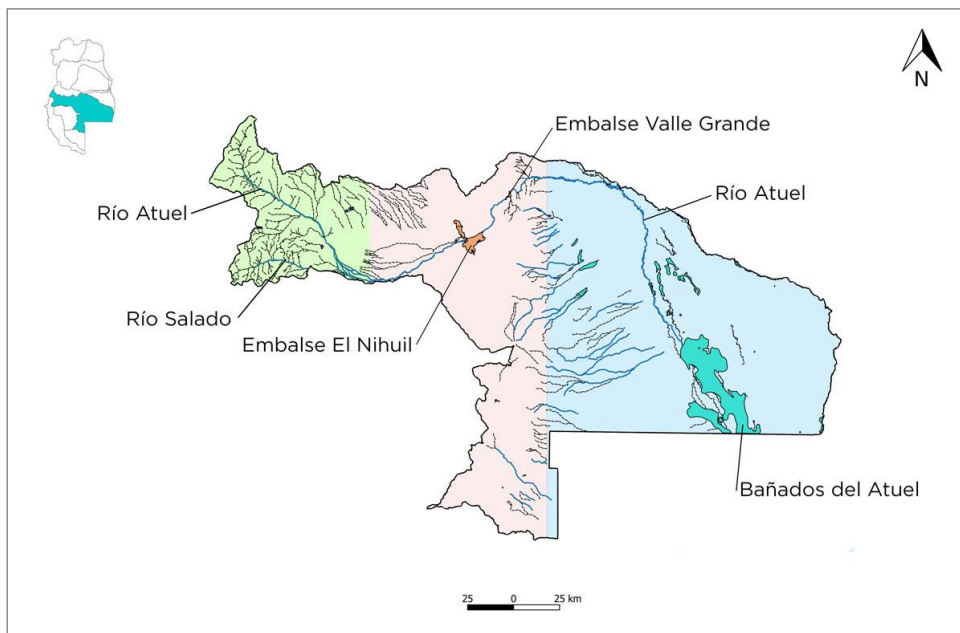 N
Embalse Valle Grande
Río Atuel
Río Atuel
Río Salado
Embalse El Nihuil
Bañados del Atuel
25 0 25 km